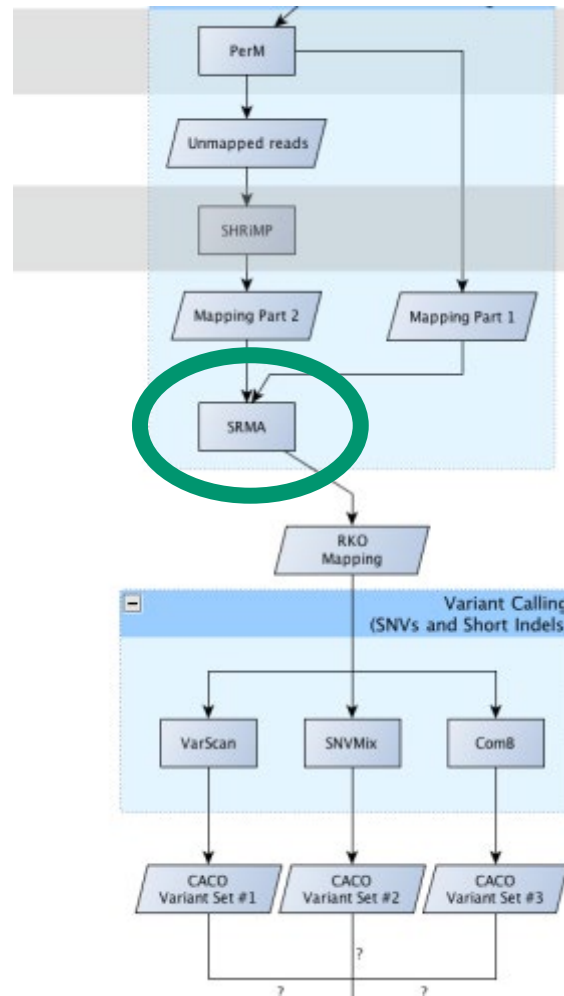 PerM
Unmapped reads
SHRiMP
Mapping Part 2
Mapping Part 1
SRMA
RKO
Mapping
Variant Calling
(SNVs and Short Indels
VarScan
SNVMix
ComB
CACO
Variant Set #1
CACO
Variant Set #2
CACO
Variant Set #3
?
?
?